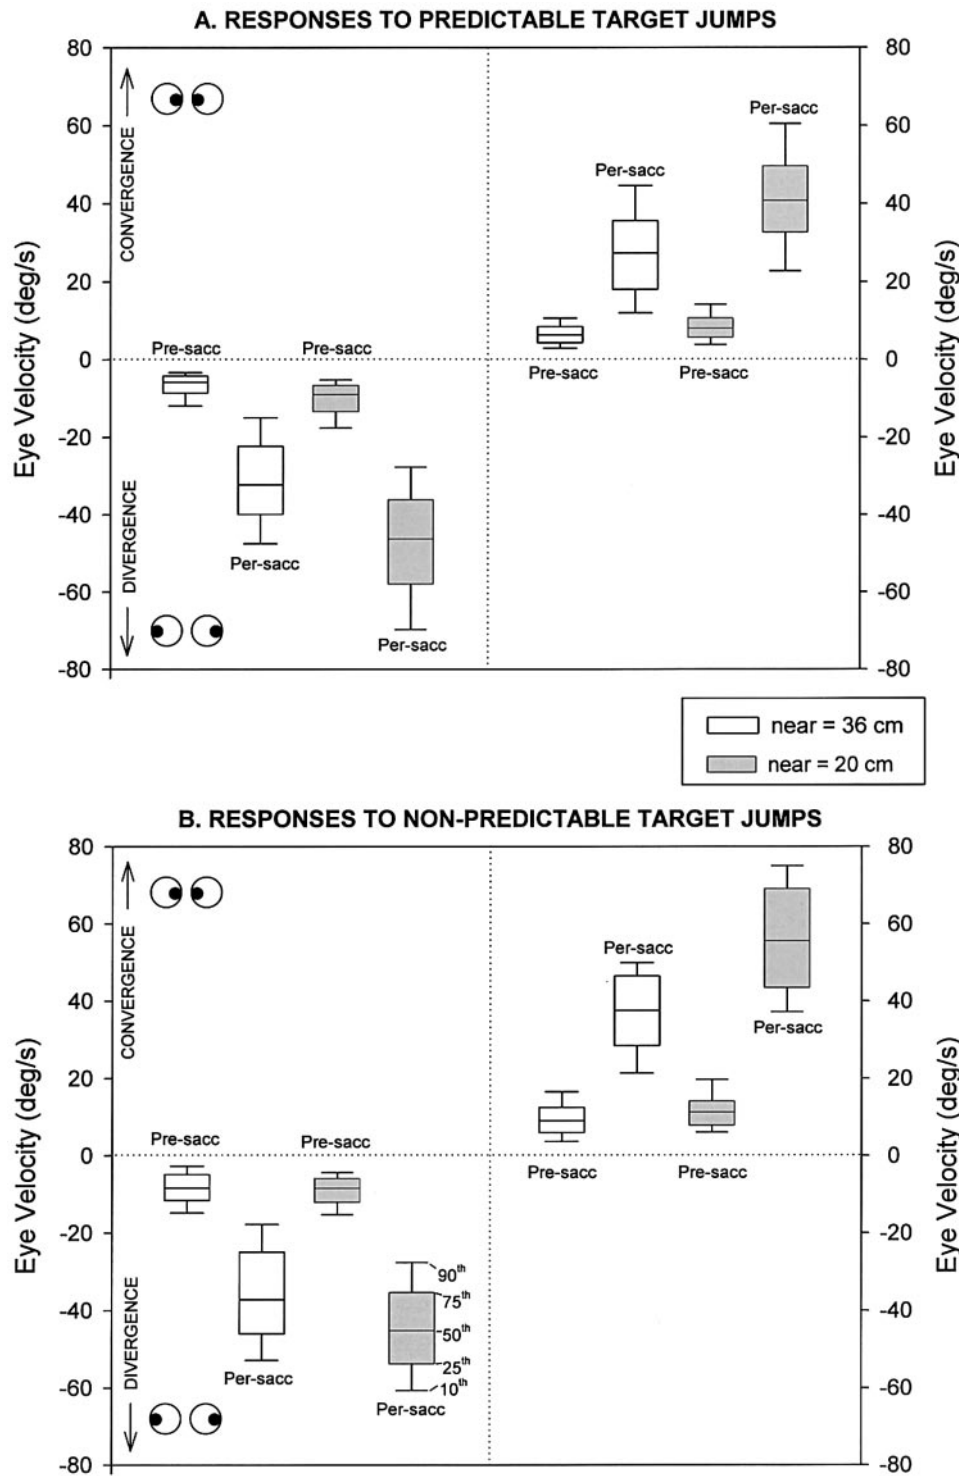 A. RESPONSES TO PREDICTABLE TARGET JUMPS
80
60
40
20
0
-20
-40
-60
-80
Eye Velocity (deg/s)
CONVERGENCE
DIVERGENCE
Pre-sacc
Per-sacc
Pre-sacc
Per-sacc
Pre-sacc
Per-sacc
Pre-sacc
Per-sacc
80
60
40
20
0
-20
-40
-60
-80
Eye Velocity (deg/s)
near = 36 cm
near = 20 cm
B. RESPONSES TO NON-PREDICTABLE TARGET JUMPS
80
60
40
20
0
-20
-40
-60
-80
Eye Velocity (deg/s)
CONVERGENCE
DIVERGENCE
Pre-sacc
Per-sacc
Pre-sacc
90th
75th
50th
25th
10th
Per-sacc
Pre-sacc
Per-sacc
Pre-sacc
Per-sacc
80
60
40
20
0
-20
-40
-60
-80
Eye Velocity (deg/s)